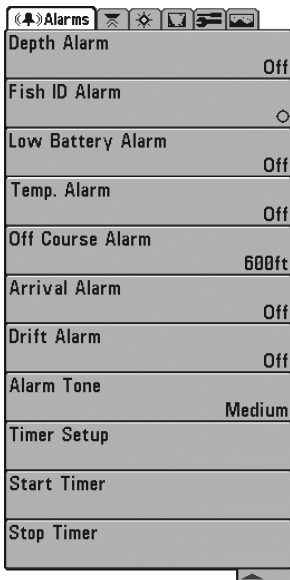 Alarms
Depth Alarm
Off
Fish ID Alarm
Low Battery Alarm
Off
Temp. Alarm
Off
Off Course Alarm
600ft
Arrival Alarm
Off
Drift Alarm
Off
Alarm Tone
Medium
Timer Setup
Start Timer
Stop Timer